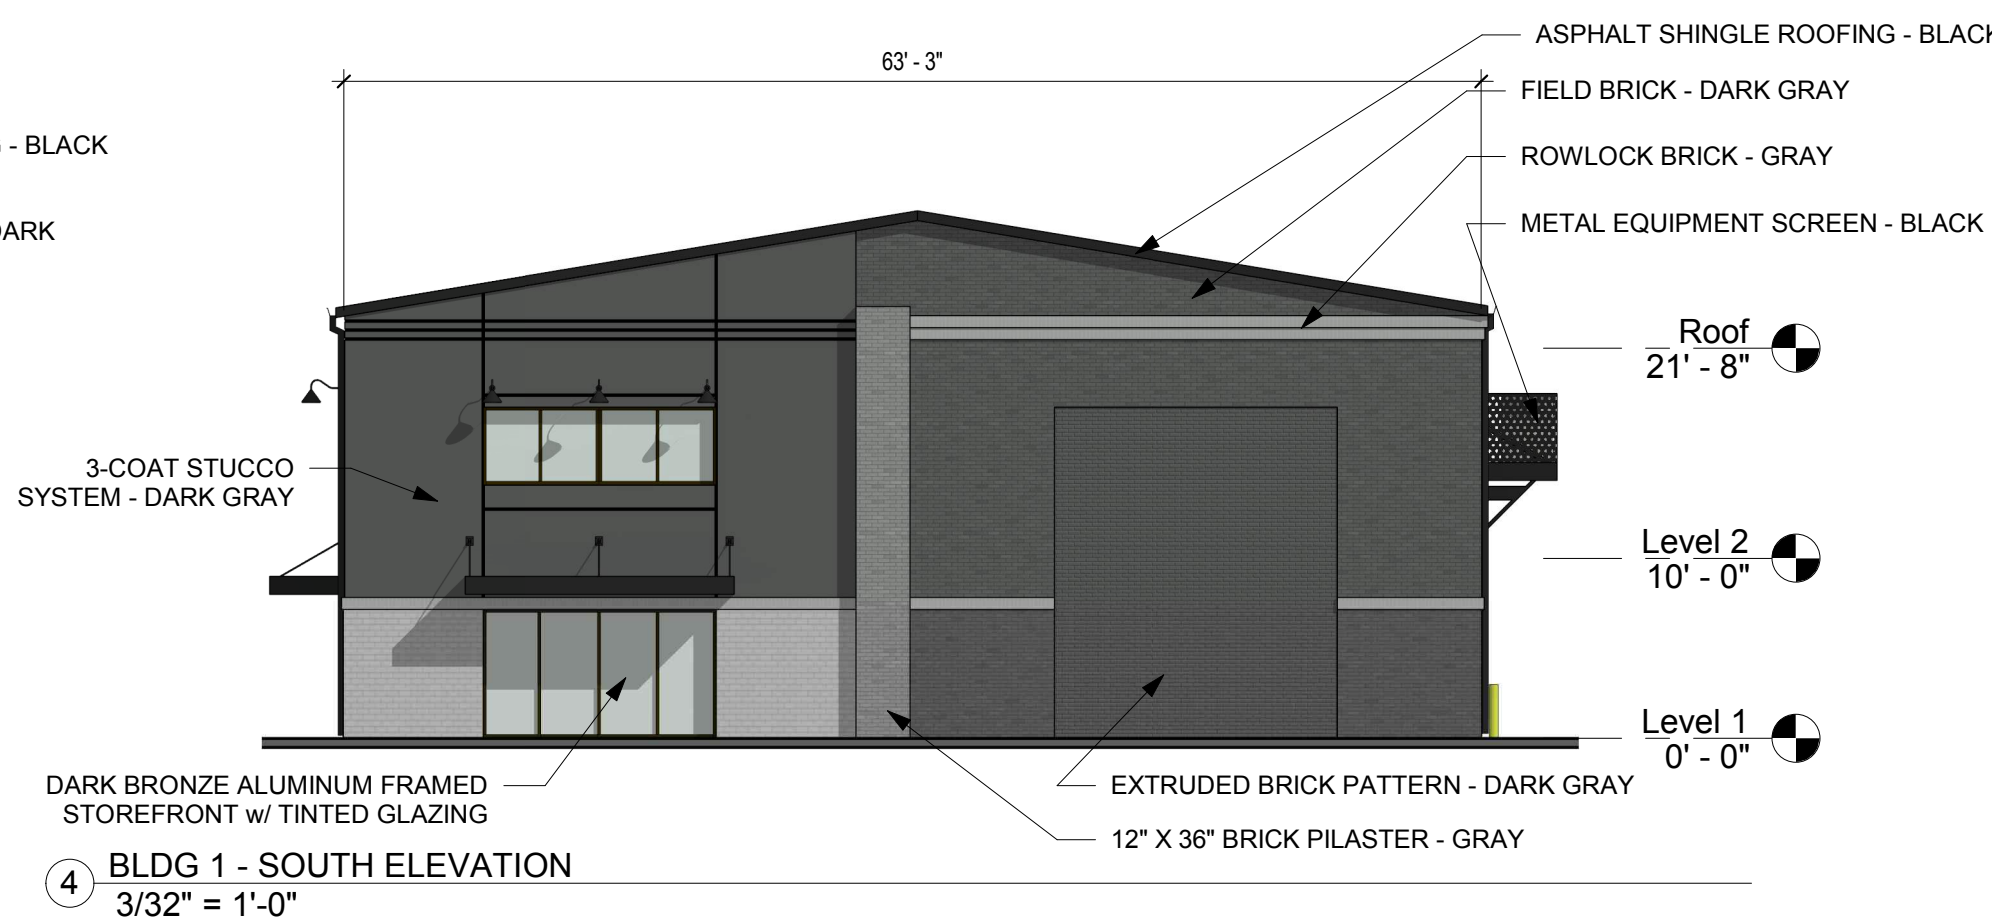 63' - 3"
ASPHALT SHINGLE ROOFING - BLACK
FIELD BRICK - DARK GRAY
- BLACK
ROWLOCK BRICK - GRAY
METAL EQUIPMENT SCREEN - BLACK
Roof
21' - 8"
3-COAT STUCCO
SYSTEM - DARK GRAY
Level 2
10' - 0"
Level 1
0' - 0"
DARK BRONZE ALUMINUM FRAMED
STOREFRONT w/ TINTED GLAZING
EXTRUDED BRICK PATTERN - DARK GRAY
12" X 36" BRICK PILASTER - GRAY
4
BLDG 1 - SOUTH ELEVATION
3/32" = 1'-0"